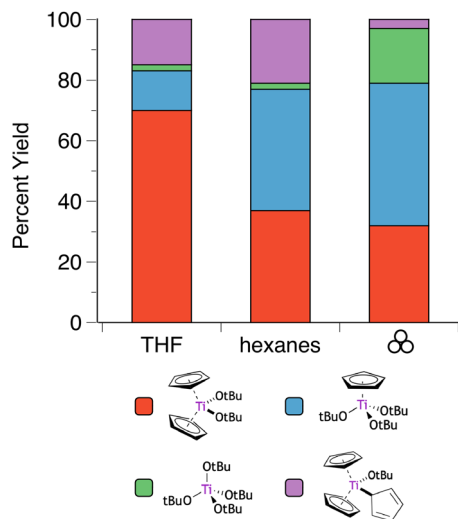 100
80
60
40
20
0
Percent Yield
THF hexanes
Ti OtBu OtBu
Ti tBuO OtBu OtBu
OtBu Ti tBuO OtBu OtBu
Ti OtBu